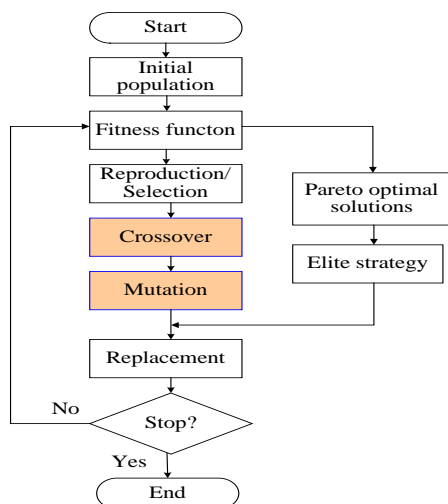 Start
Initial
population
Fitness functon
Reproduction/
Selection
Pareto optimal
solutions
Crossover
Elite strategy
Mutation
Replacement
No
Stop?
Yes
End